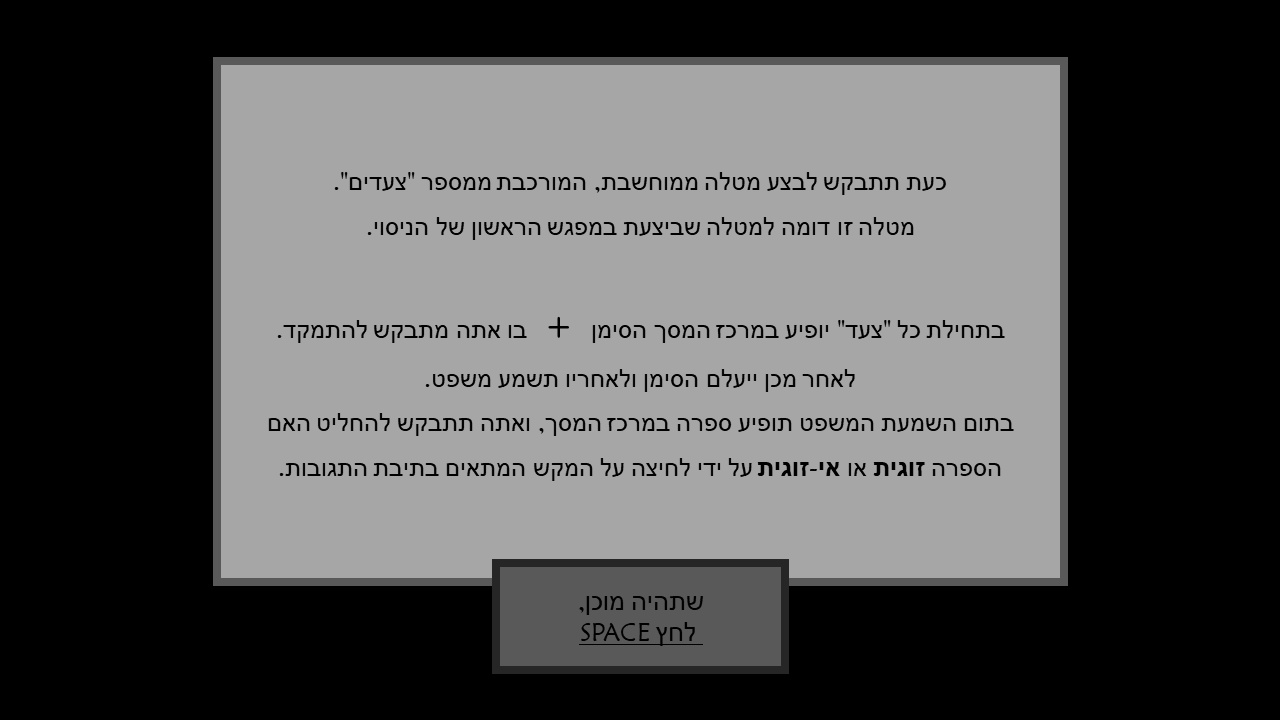 כעת תתבקש לבצע מטלה ממוחשבת, המורכבת ממספר "צעדים".
מטלה זו דומה למטלה שביצעת במפגש הראשון של הניסוי.
בתחילת כל "צעד" יופיע במרכז המסך הסימן + בו אתה מתבקש להתמקד.
לאחר מכן ייעלם הסימן ולאחריו תשמע משפט.
בתום השמעת המשפט תופיע ספרה במרכז המסך, ואתה תתבקש להחליט האם
הספרה זוגית או אי-זוגית על ידי לחיצה על המקש המתאים בתיבת התגובות.
שתהיה מוכן,
לחץ SPACE